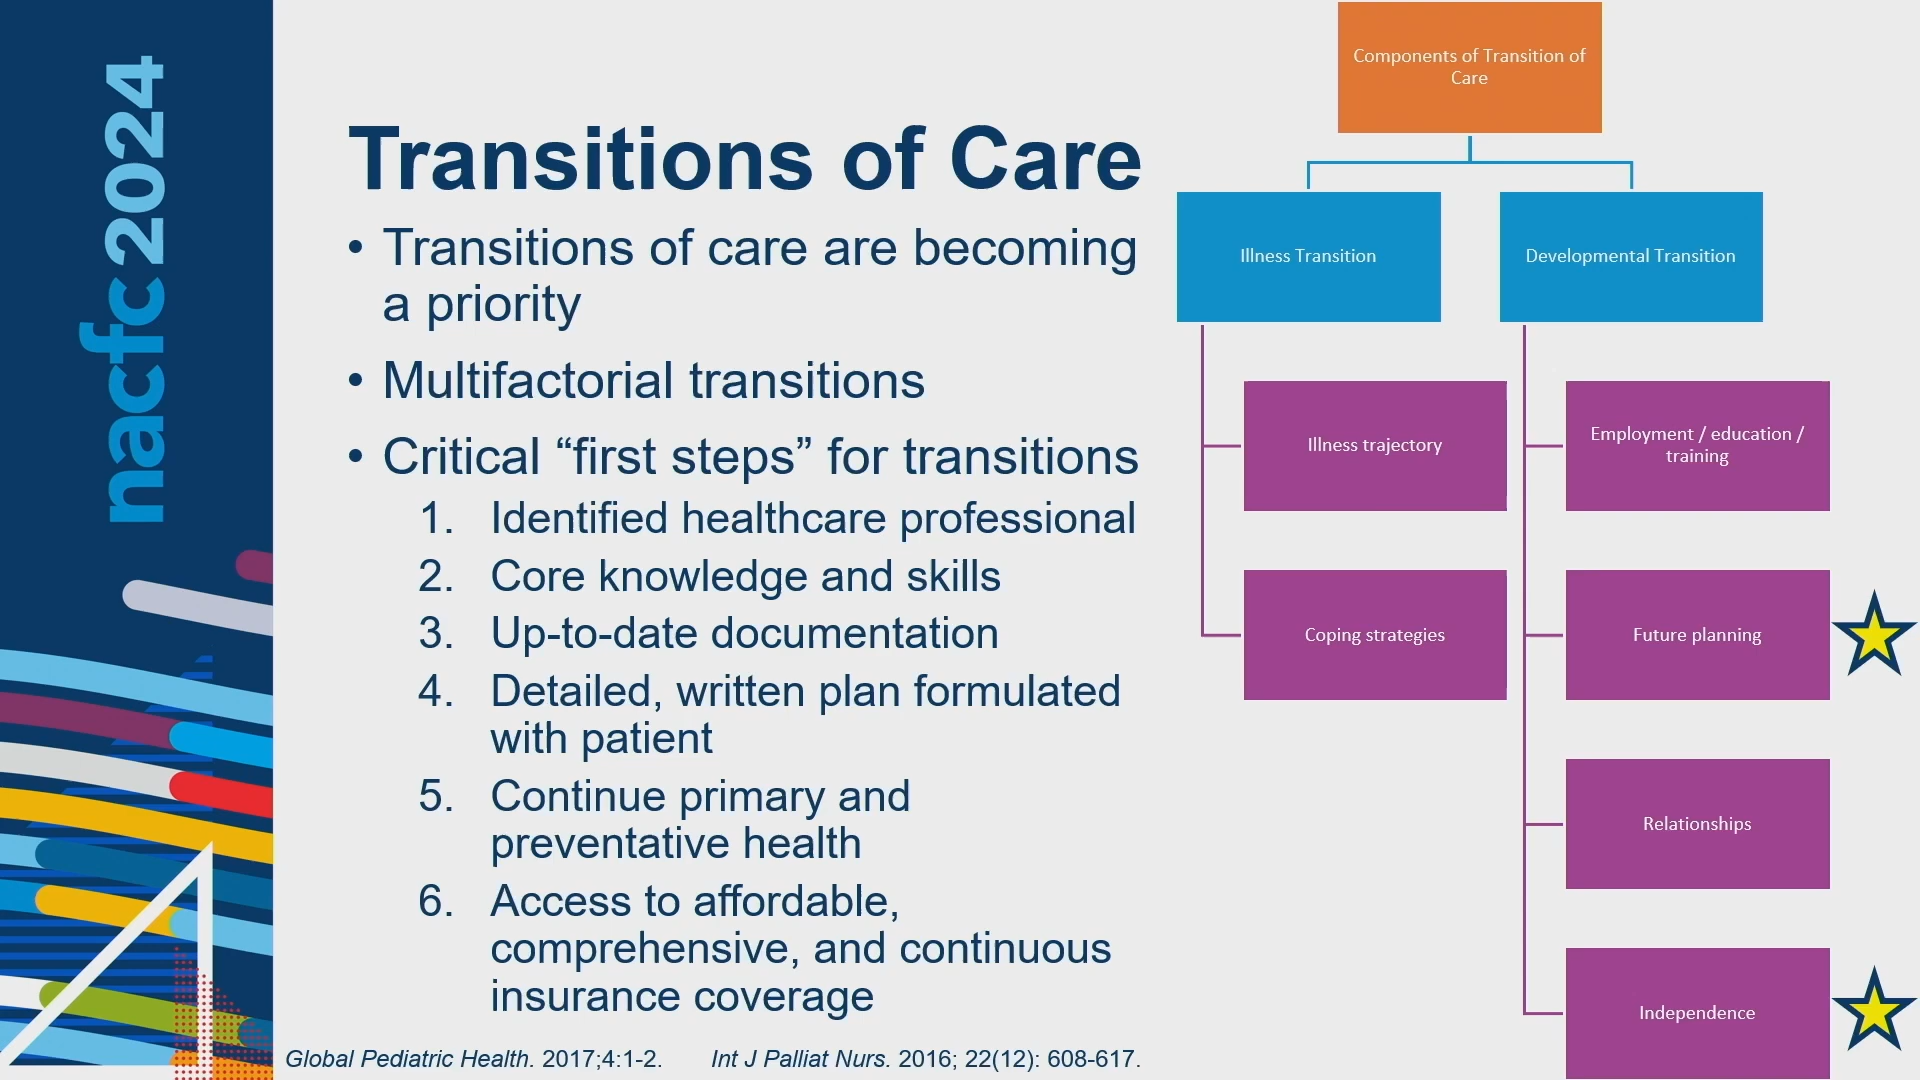 nacfc 2024
Transitions of Care
• Transitions of care are becoming
a priority
• Multifactorial transitions
• Critical “first steps” for transitions
1. Identified healthcare professional
2. Core knowledge and skills
3. Up-to-date documentation
4. Detailed, written plan formulated
with patient
5. Continue primary and
preventative health
6. Access to affordable,
comprehensive, and continuous
insurance coverage
Global Pediatric Health. 2017;4:1-2. Int J Palliat Nurs. 2016; 22(12): 608-617.
Components of Transition of
Care
Illness Transition
Illness trajectory
Coping strategies
Developmental Transition
Employment / education /
training
Future planning
Relationships
Independence